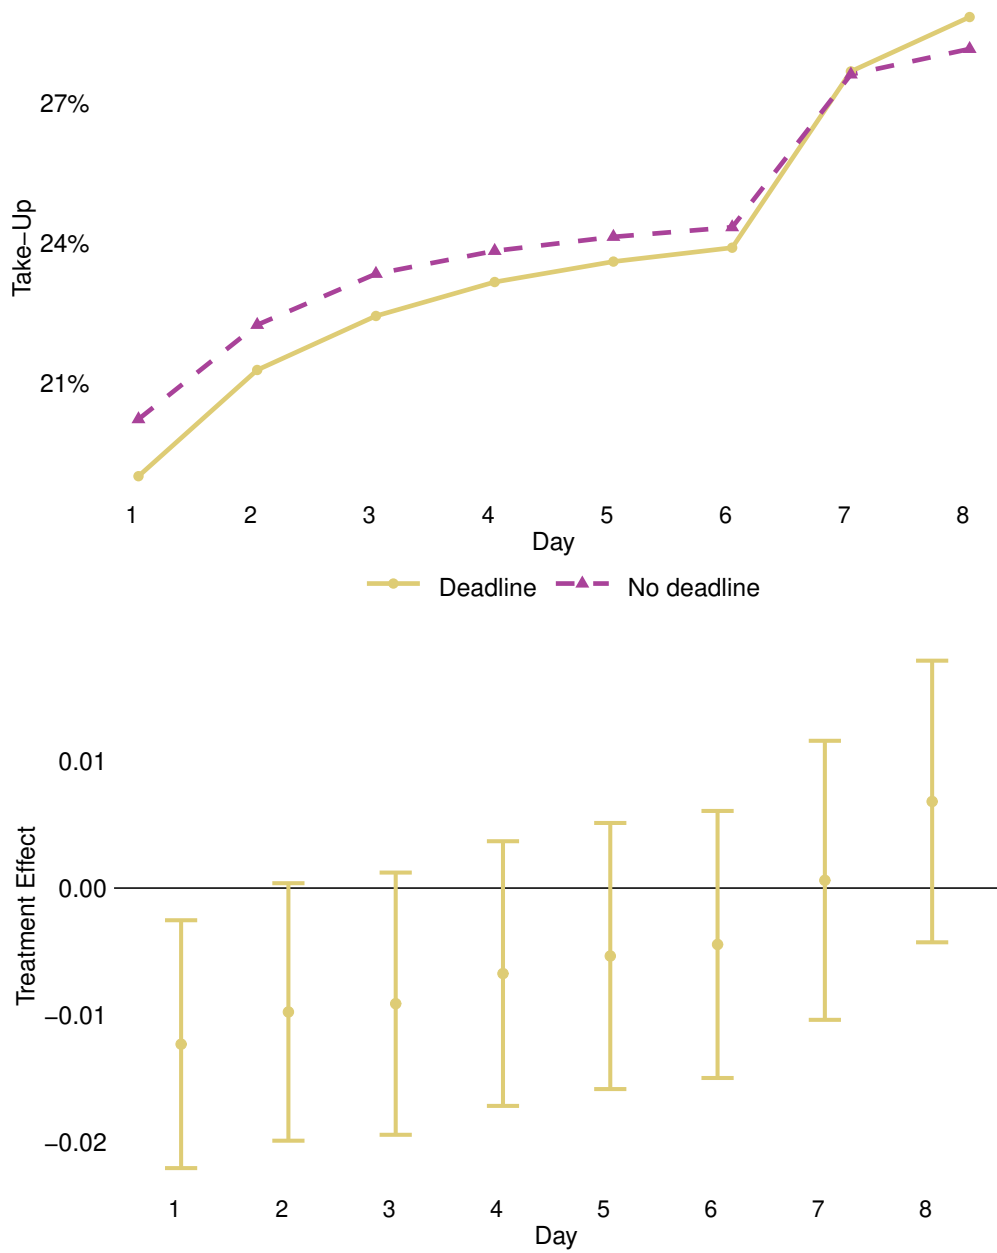 27%
24%
21%
Take−Up
1 2 3 4 5 6 7 8
Day
Deadline No deadline
0.01
0.00
−0.01
−0.02
Treatment Effect
1 2 3 4 5 6 7 8
Day